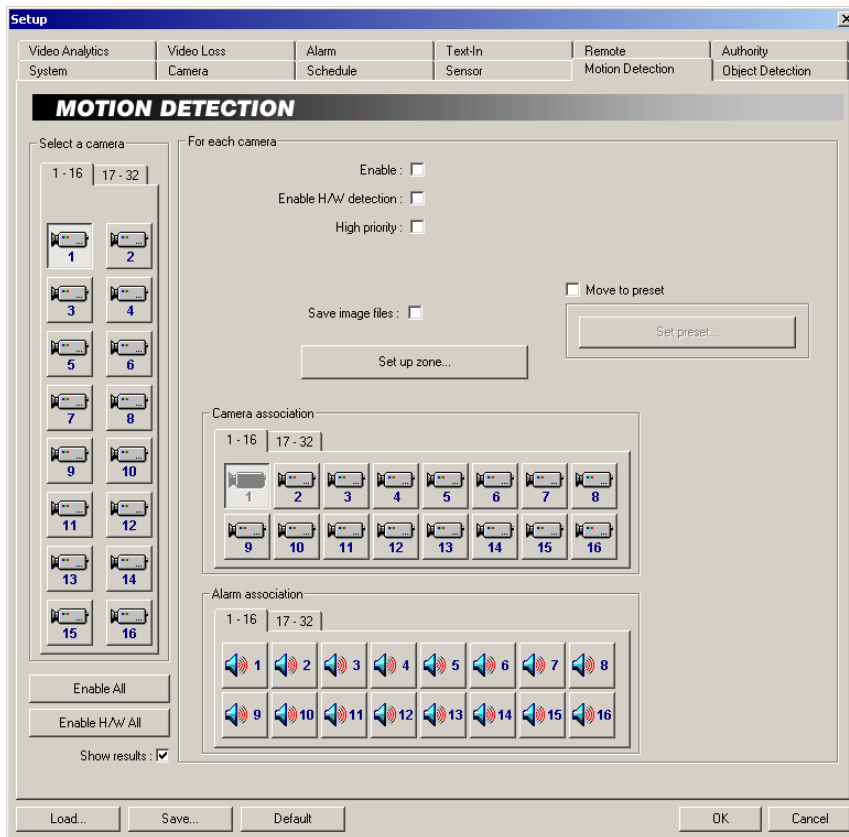 Setup
Video Analytics Video Loss Alarm Text-In Remote Authority
System Camera Schedule Sensor Motion Detection Object Detection
MOTION DETECTION
Select a camera
1 - 16 17 - 32
1 2
3 4
5 6
7 8
9 10
11 12
13 14
15 16
Enable All
Enable H/W All
Show results :
For each camera
Enable :
Enable H/W detection :
High priority :
Save image files :
Set up zone...
Move to preset
Set preset...
Camera association
1 - 16 17 - 32
1 2 3 4 5 6 7 8
9 10 11 12 13 14 15 16
Alarm association
1 - 16 17 - 32
1 2 3 4 5 6 7 8
9 10 11 12 13 14 15 16
Load... Save... Default OK Cancel